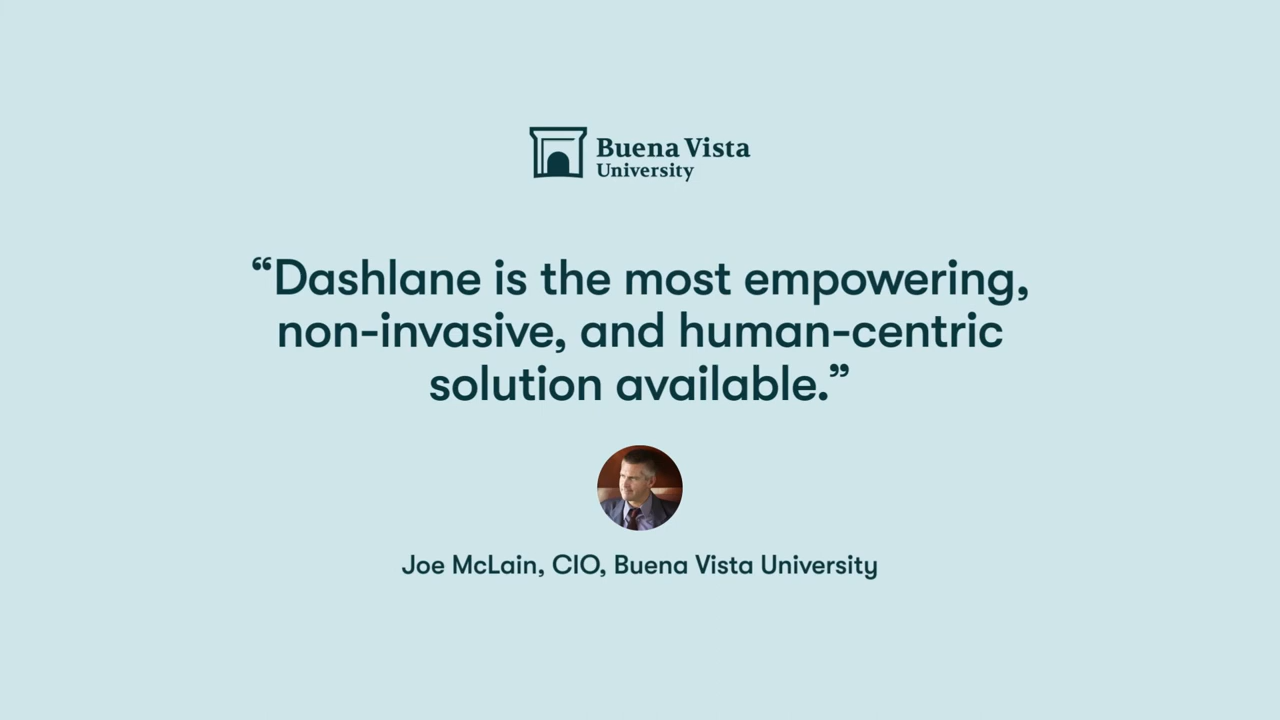 Buena Vista
University
“Dashlane is the most empowering,
non-invasive, and human-centric
solution available.”
Joe McLain, CIO, Buena Vista University